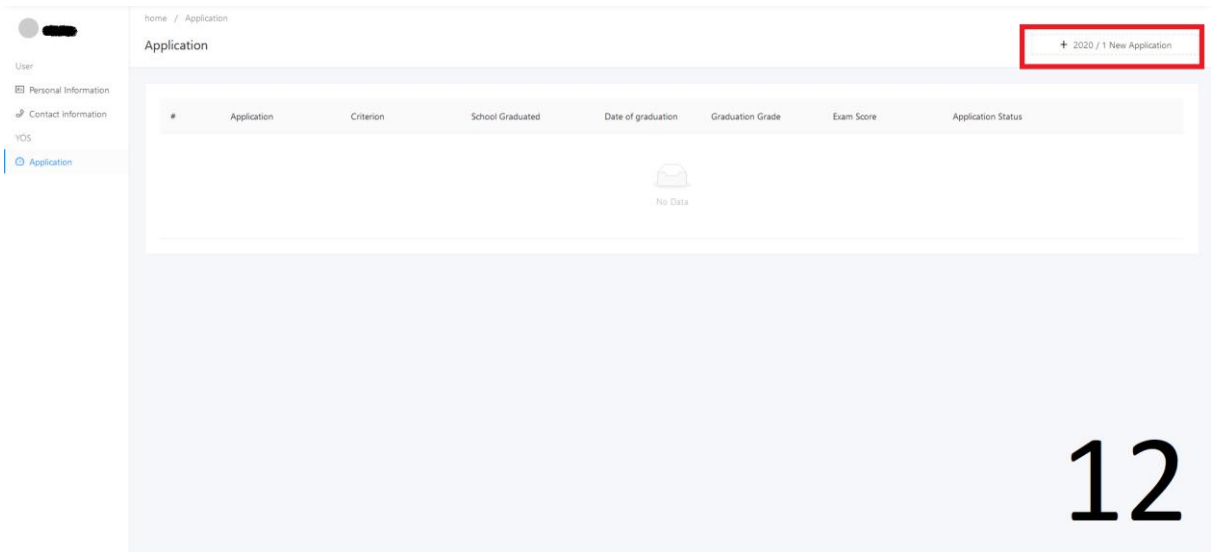 home / Application
Application
+ 2020 / 1 New Application
User
Personal Information
Contact information
YÖS
Application
# Application Criterion School Graduated Date of graduation Graduation Grade Exam Score Application Status
No Data
12